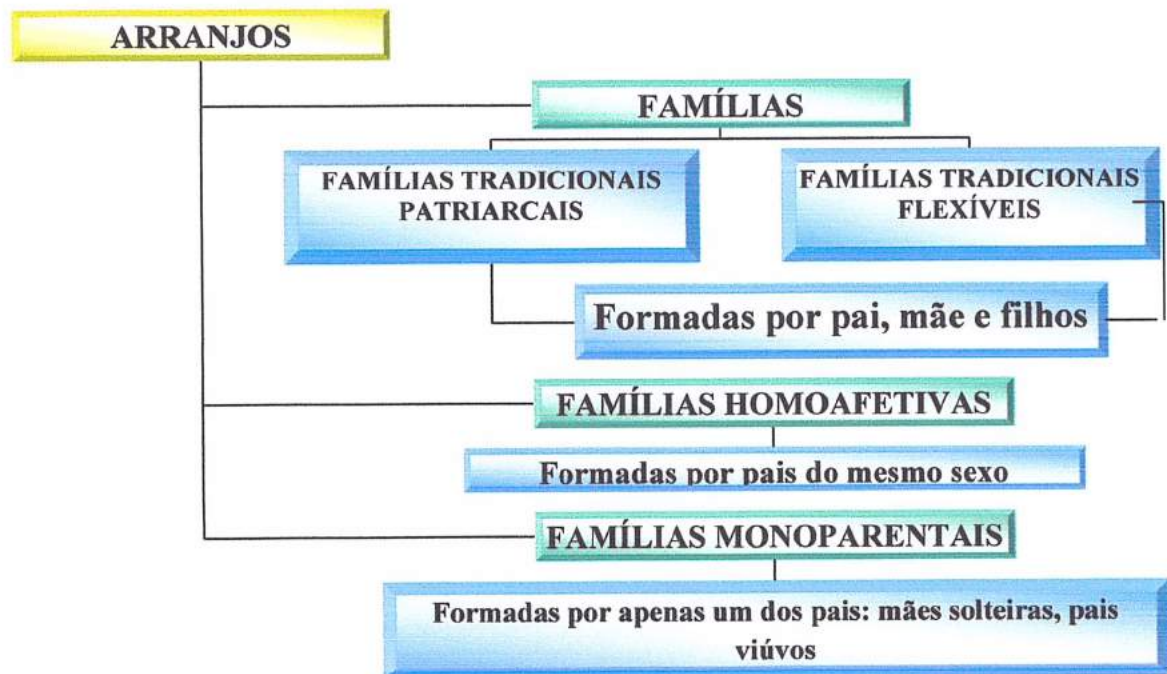 ARRANJOS
FAMÍLIAS
FAMÍLIAS TRADICIONAIS
PATRIARCAIS
FAMÍLIAS TRADICIONAIS
FLEXÍVEIS
Formadas por pai, mãe e filhos
FAMÍLIAS HOMOAFETIVAS
Formadas por pais do mesmo sexo
FAMÍLIAS MONOPARENTAIS
Formadas por apenas um dos pais: mães solteiras, pais
viúvos